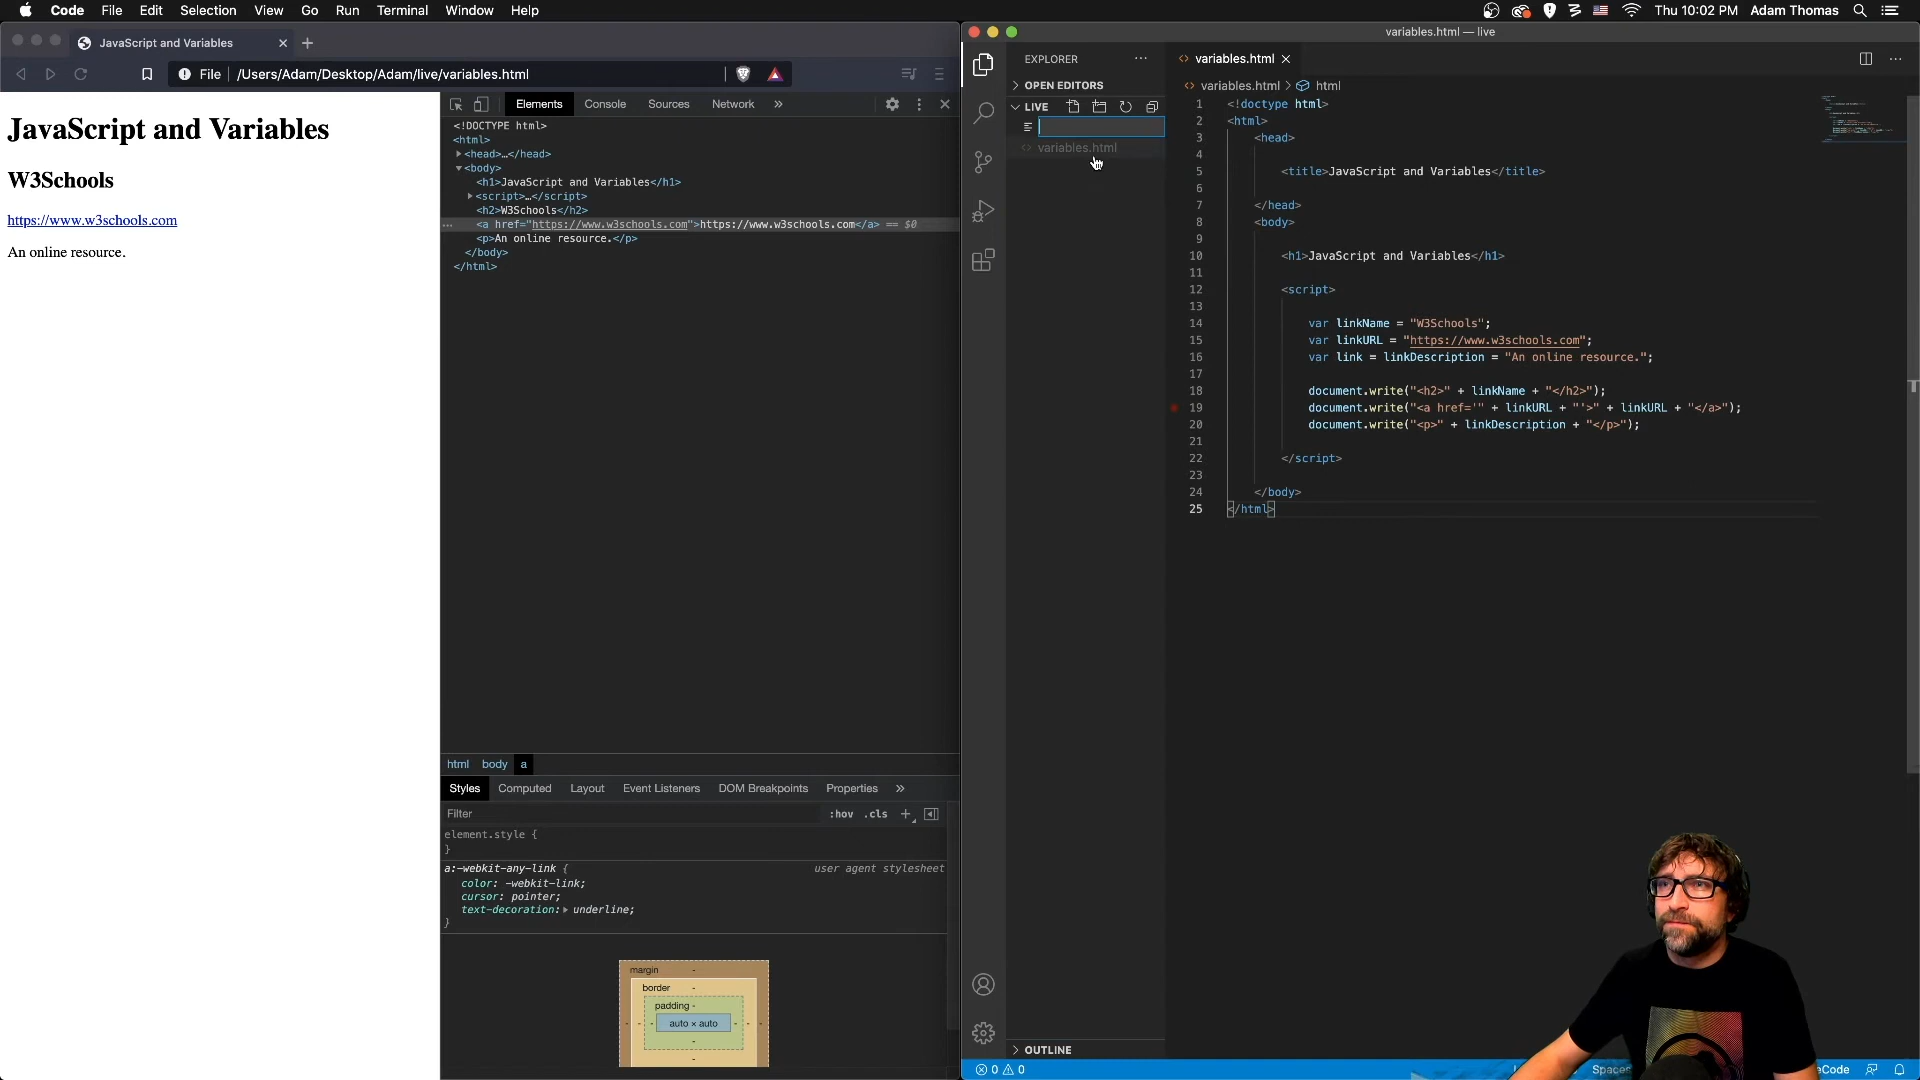 Code File Edit Selection View Go Run Terminal Window Help
Thu 10:02 PM Adam Thomas
JavaScript and Variables
File /Users/Adam/Desktop/Adam/live/variables.html
JavaScript and Variables
W3Schools
https://www.w3schools.com
An online resource.
Elements Console Sources Network »
<!DOCTYPE html>
<html>
<head>…</head>
<body>
<h1>JavaScript and Variables</h1>
<script>…</script>
<h2>W3Schools</h2>
<a href="https://www.w3schools.com">https://www.w3schools.com</a> == $0
<p>An online resource.</p>
</body>
</html>
html body a
Styles Computed Layout Event Listeners DOM Breakpoints Properties »
Filter :hov .cls +
element.style {
}
a:-webkit-any-link { user agent stylesheet
color: -webkit-link;
cursor: pointer;
text-decoration: underline;
}
margin -
border -
padding -
- - - auto × auto - - -
-
-
variables.html — live
EXPLORER
OPEN EDITORS
LIVE
variables.html
OUTLINE
variables.html
variables.html > html
1 <!doctype html>
2 <html>
3 <head>
4
5 <title>JavaScript and Variables</title>
6
7 </head>
8 <body>
9
10 <h1>JavaScript and Variables</h1>
11
12 <script>
13
14 var linkName = "W3Schools";
15 var linkURL = "https://www.w3schools.com";
16 var link = linkDescription = "An online resource.";
17
18 document.write("<h2>" + linkName + "</h2>");
19 document.write("<a href='" + linkURL + "'>" + linkURL + "</a>");
20 document.write("<p>" + linkDescription + "</p>");
21
22 </script>
23
24 </body>
25 </html>
0 0